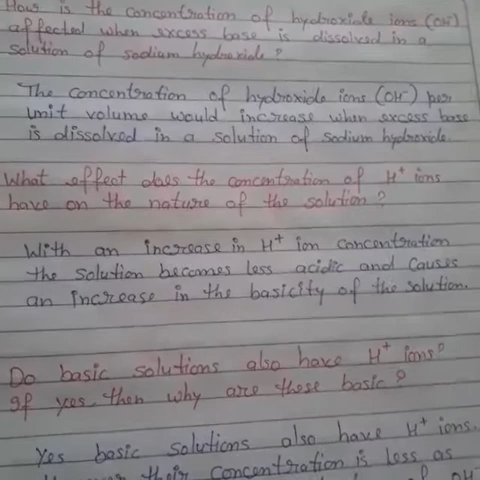 How is the concentration of hydroxide ions (OH⁻)
affected when excess base is dissolved in a
solution of sodium hydroxide?
The concentration of hydroxide ions (OH⁻) per
unit volume would increase when excess base
is dissolved in a solution of sodium hydroxide.
What effect does the concentration of H⁺ ions
have on the nature of the solution?
With an increase in H⁺ ion concentration
the solution becomes less acidic and causes
an increase in the basicity of the solution.
Do basic solutions also have H⁺ ions?
If yes, then why are these basic?
Yes basic solutions also have H⁺ ions.
their concentration is less as
of OH⁻